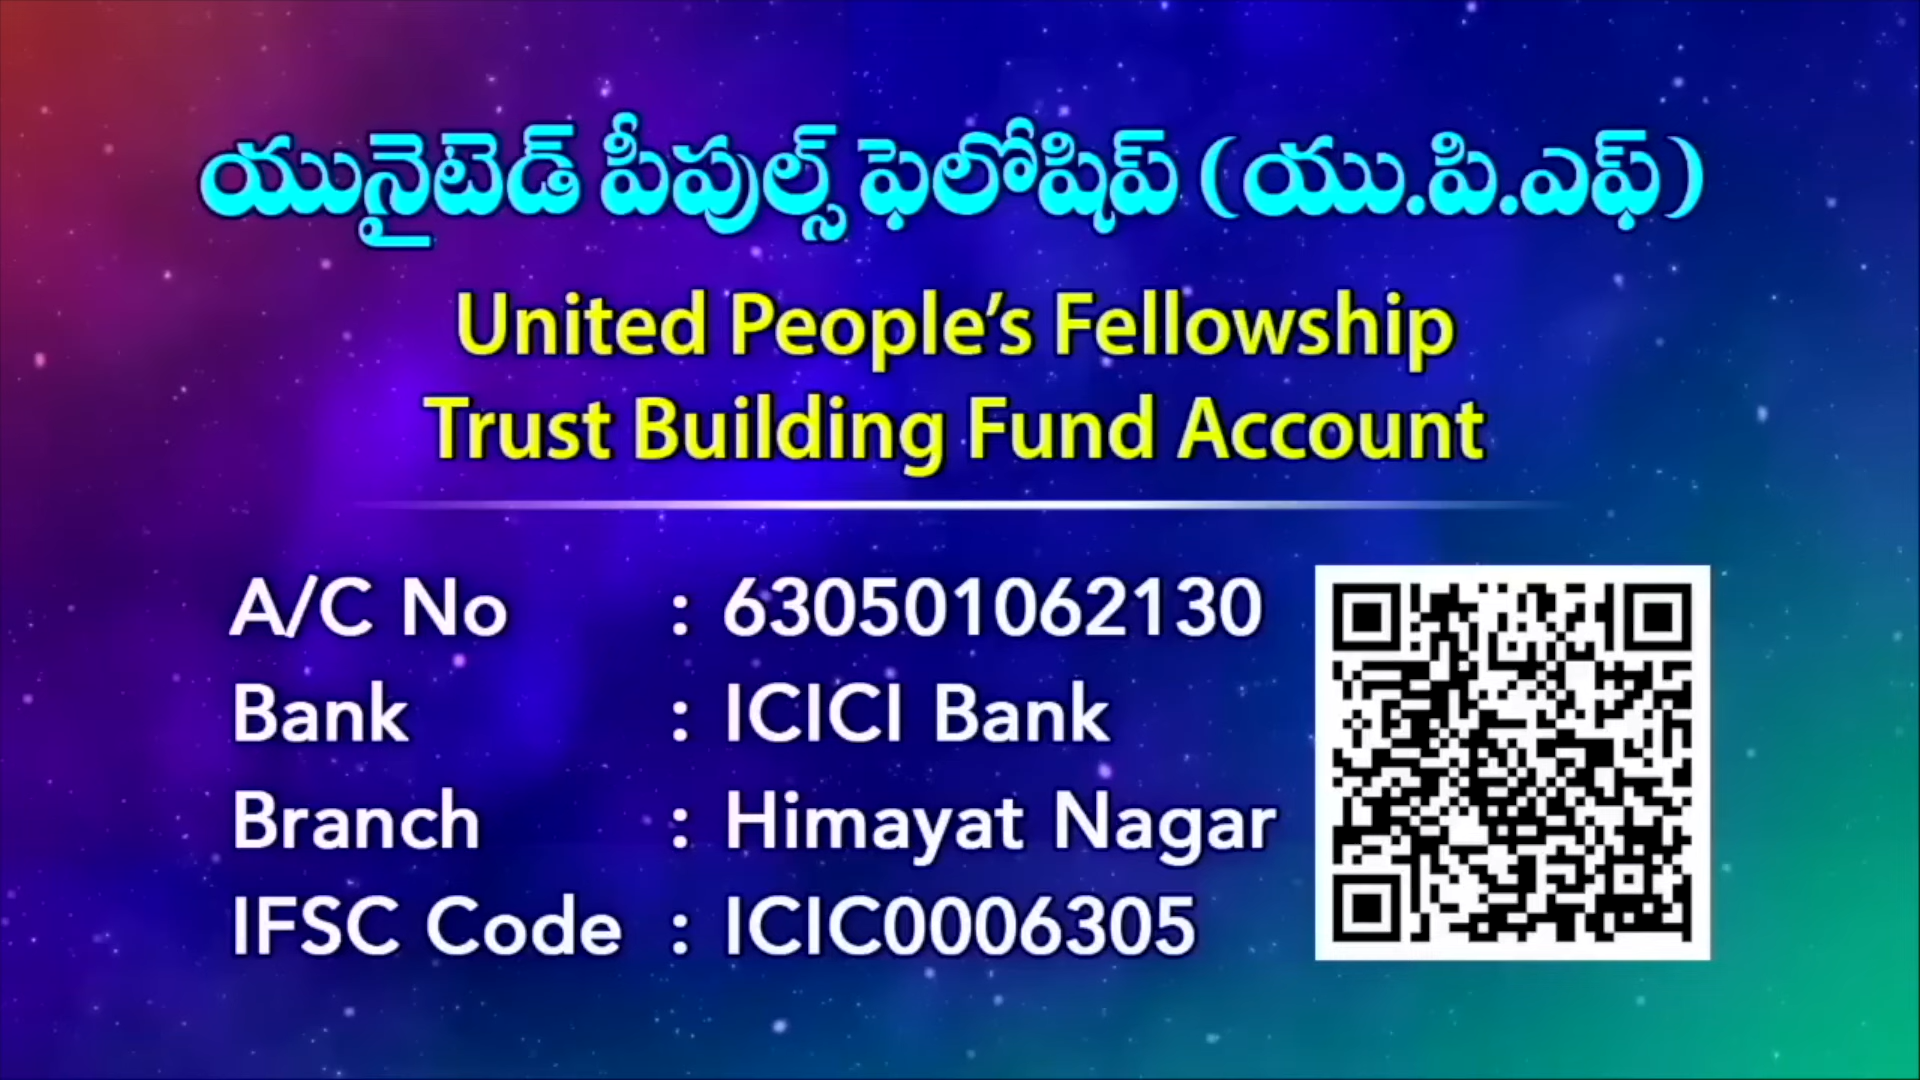 యునైటెడ్ పీపుల్స్ ఫెలోషిప్ (యు.పి.ఎఫ్)
United People’s Fellowship
Trust Building Fund Account
A/C No : 630501062130
Bank : ICICI Bank
Branch : Himayat Nagar
IFSC Code : ICIC0006305